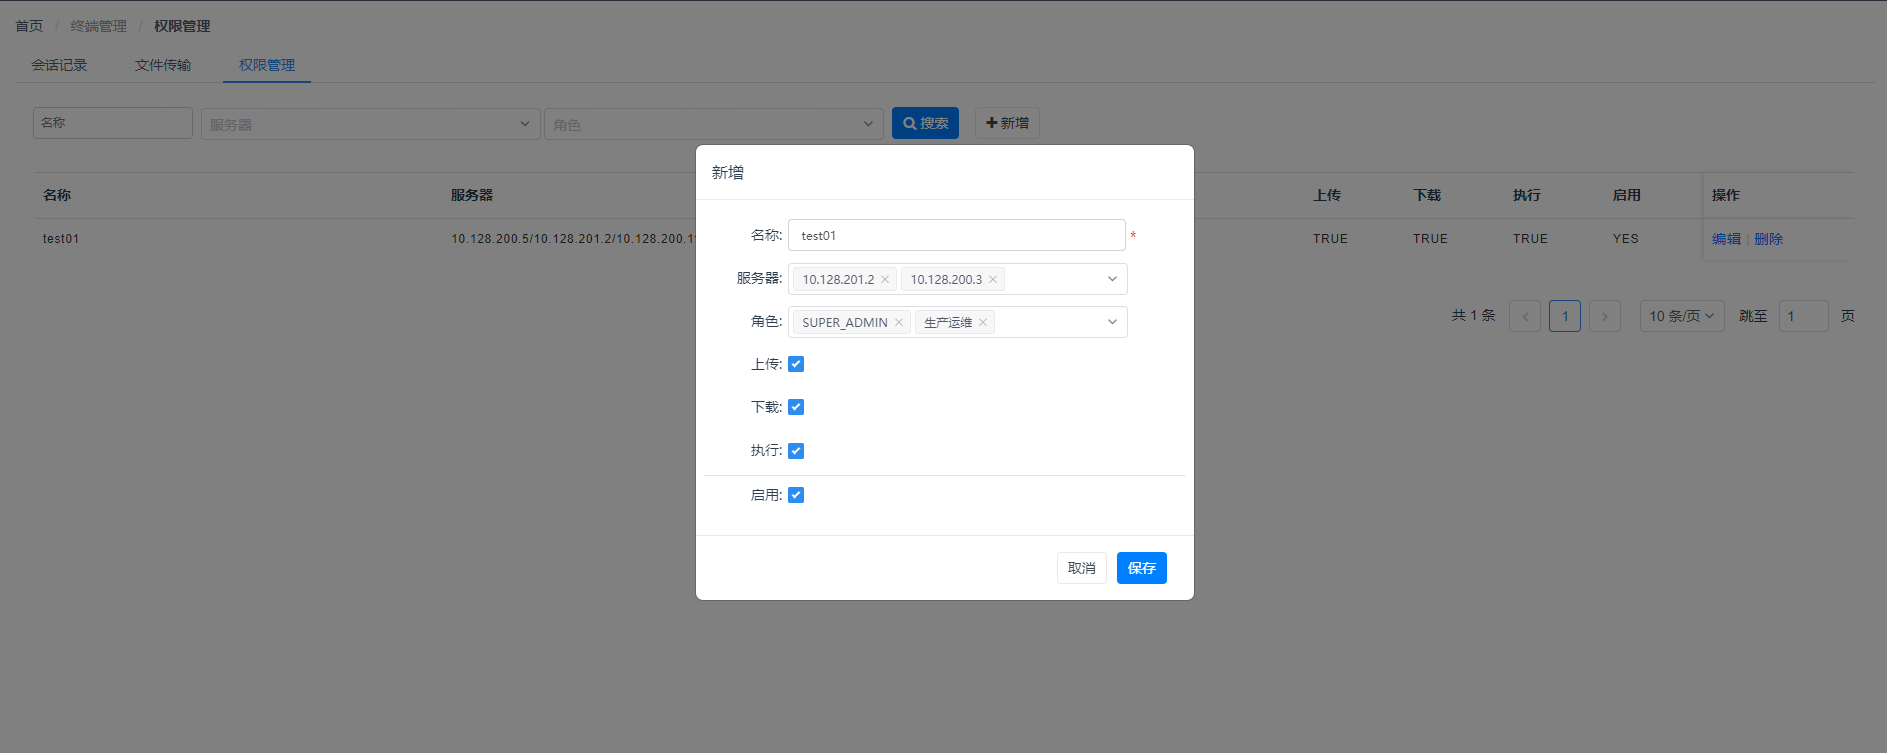 首页 / 终端管理 / 权限管理
会话记录 文件传输 权限管理
名称 服务器 角色 搜索 新增
新增
名称 服务器 上传 下载 执行 启用 操作
test01 10.128.200.5/10.128.201.2/10.128.200.1 TRUE TRUE TRUE YES 编辑 | 删除
名称: test01 *
服务器: 10.128.201.2 × 10.128.200.3 ×
角色: SUPER_ADMIN × 生产运维 ×
共 1 条 < 1 > 10 条/页 跳至 1 页
上传:
下载:
执行:
启用:
取消 保存